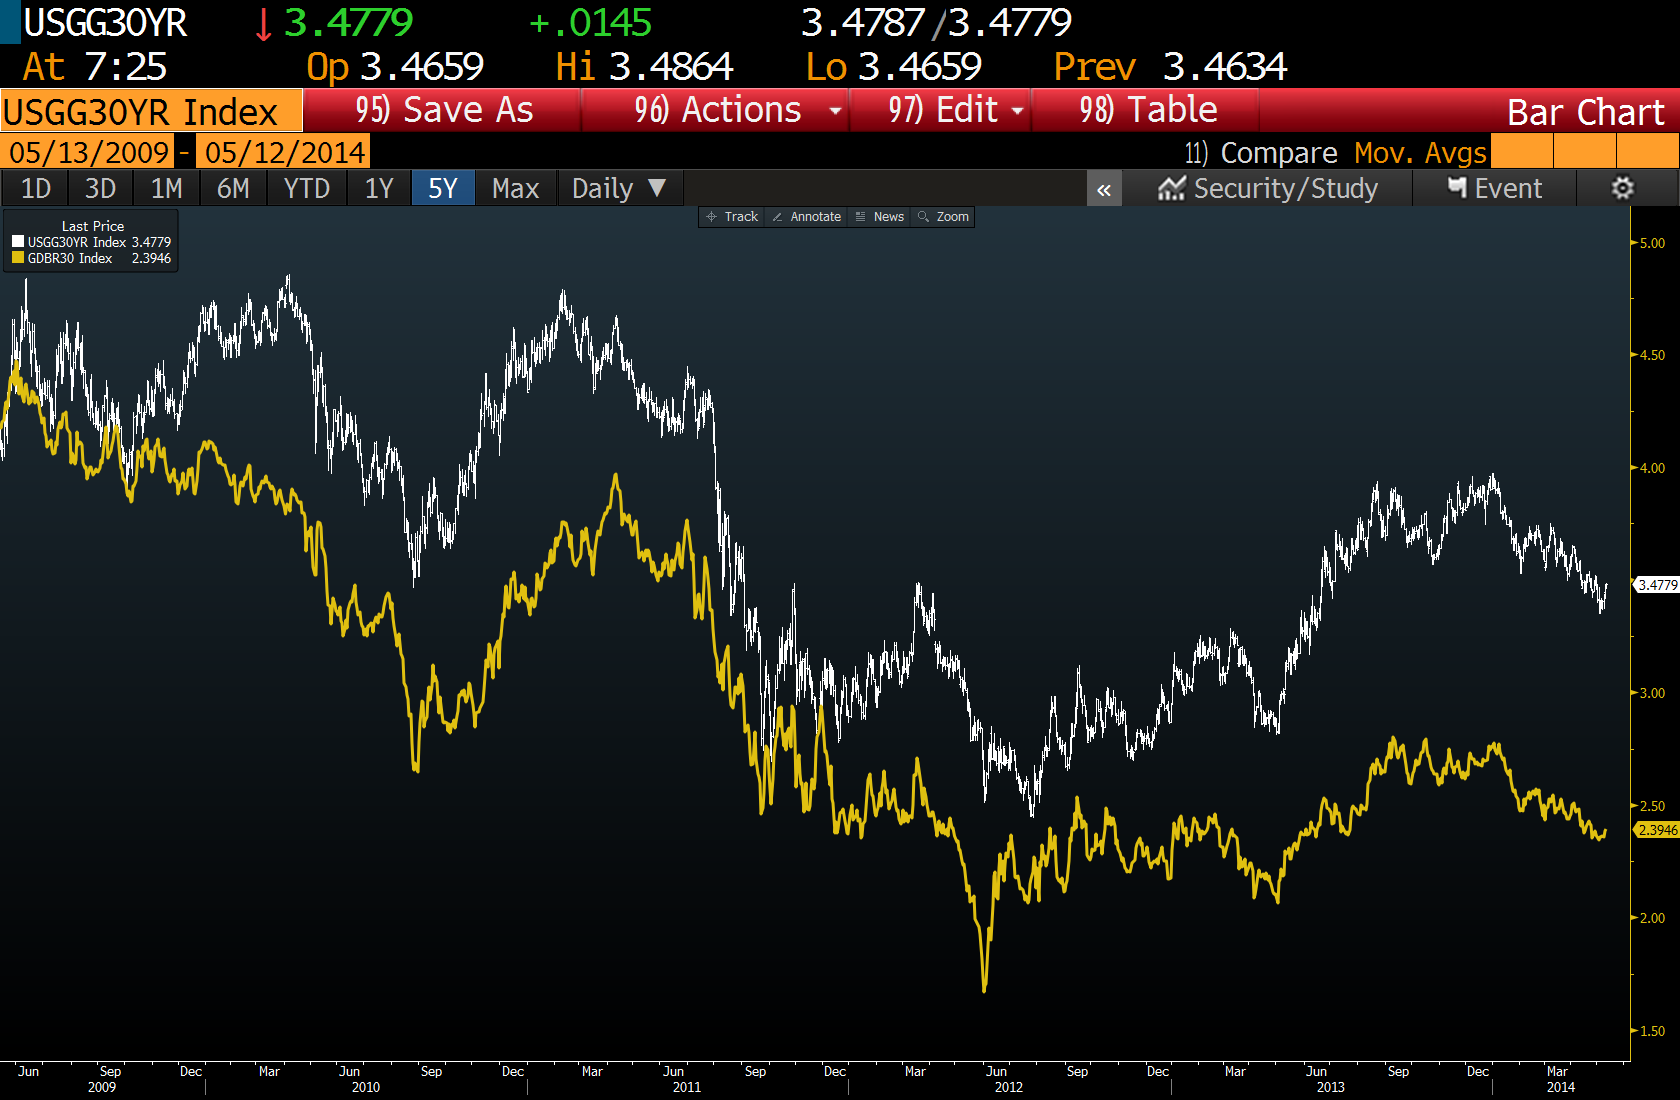 USGG30YR ↓ 3.4779 +.0145 3.4787/3.4779
At 7:25 Op 3.4659 Hi 3.4864 Lo 3.4659 Prev 3.4634
USGG30YR Index 95) Save As 96) Actions 97) Edit 98) Table Bar Chart
05/13/2009 - 05/12/2014 11) Compare Mov. Avgs
1D 3D 1M 6M YTD 1Y 5Y Max Daily ▼ « Security/Study Event
Track Annotate News Zoom
Last Price
USGG30YR Index 3.4779
GDBR30 Index 2.3946
5.00
4.50
4.00
3.4779
3.00
2.50
2.3946
2.00
1.50
Jun Sep Dec Mar Jun Sep Dec Mar Jun Sep Dec Mar Jun Sep Dec Mar Jun Sep Dec Mar
2009 2010 2011 2012 2013 2014